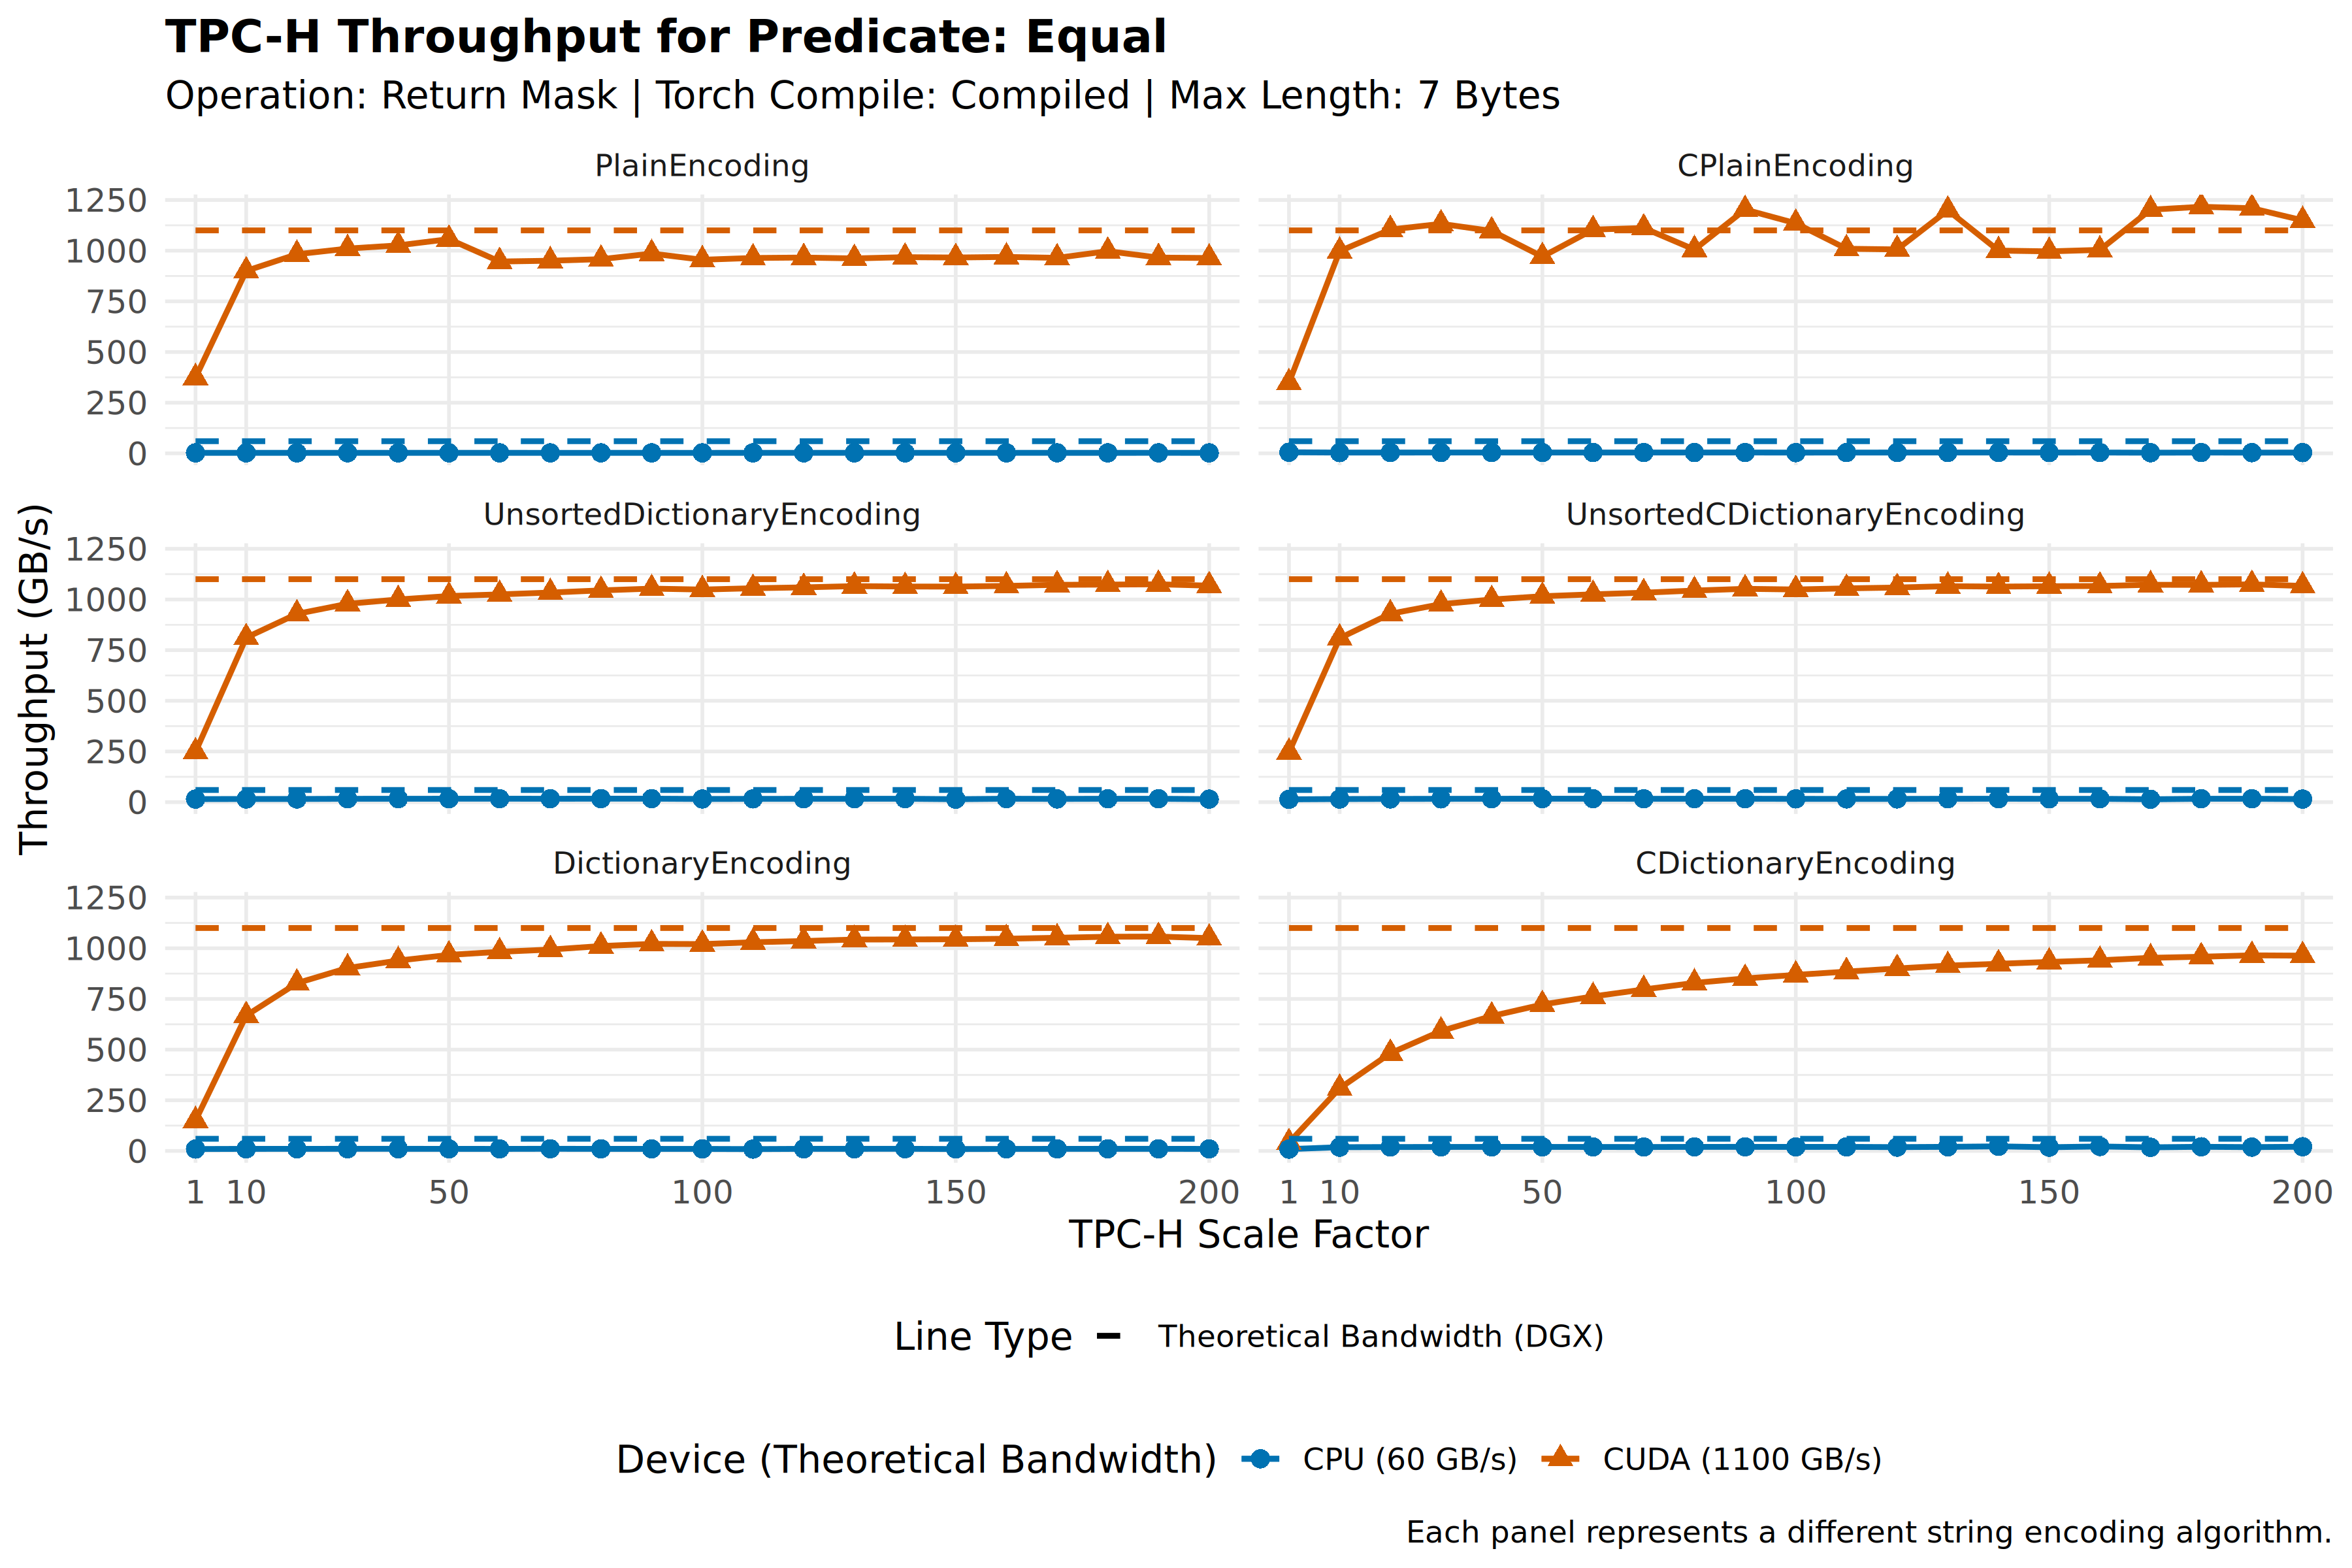 TPC-H Throughput for Predicate: Equal
Operation: Return Mask | Torch Compile: Compiled | Max Length: 7 Bytes
PlainEncoding
CPlainEncoding
1250
1000
750
500
250
0
UnsortedDictionaryEncoding
UnsortedCDictionaryEncoding
1250
1000
750
500
250
0
Throughput (GB/s)
DictionaryEncoding
CDictionaryEncoding
1250
1000
750
500
250
0
1 10 50 100 150 200 1 10 50 100 150 200
TPC-H Scale Factor
Line Type Theoretical Bandwidth (DGX)
Device (Theoretical Bandwidth) CPU (60 GB/s) CUDA (1100 GB/s)
Each panel represents a different string encoding algorithm.